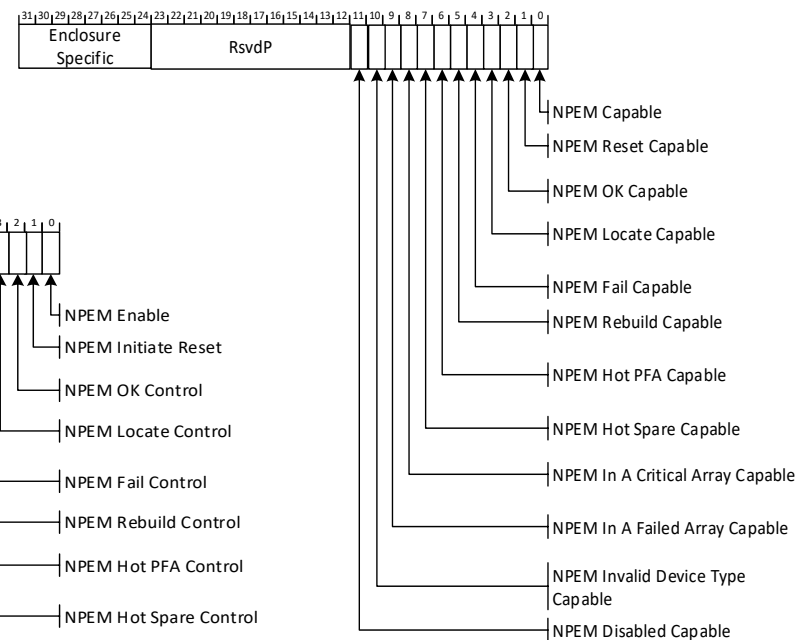 31 30 29 28 27 26 25 24 23 22 21 20 19 18 17 16 15 14 13 12 11 10 9 8 7 6 5 4 3 2 1 0
Enclosure
Specific
RsvdP
NPEM Capable
NPEM Reset Capable
NPEM OK Capable
NPEM Locate Capable
NPEM Fail Capable
NPEM Rebuild Capable
NPEM Hot PFA Capable
NPEM Hot Spare Capable
NPEM In A Critical Array Capable
NPEM In A Failed Array Capable
NPEM Invalid Device Type
Capable
NPEM Disabled Capable
2 1 0
NPEM Enable
NPEM Initiate Reset
NPEM OK Control
NPEM Locate Control
NPEM Fail Control
NPEM Rebuild Control
NPEM Hot PFA Control
NPEM Hot Spare Control